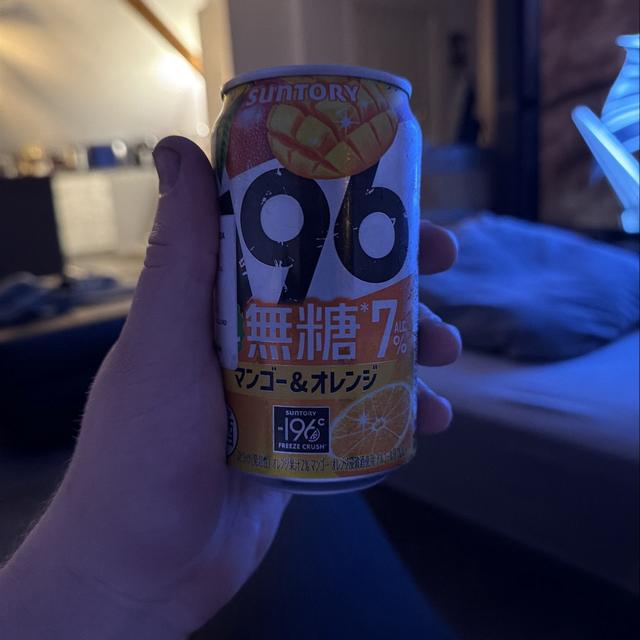 SUNTORY
196
無糖*7 ALC. %
マンゴー&オレンジ
SUNTORY
-196℃
FREEZE CRUSH